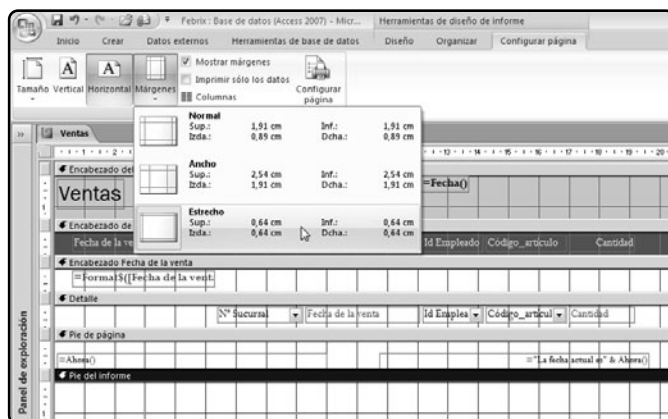 Febrix : Base de datos (Access 2007) - Micr... Herramientas de diseño de informe
Inicio Crear Datos externos Herramientas de base de datos Diseño Organizar Configurar página
Tamaño Vertical Horizontal Márgenes
Mostrar márgenes
Imprimir sólo los datos
Columnas
Configurar página
Normal
Sup.: 1,91 cm Inf.: 1,91 cm
Izda.: 0,89 cm Dcha.: 0,89 cm
Ancho
Sup.: 2,54 cm Inf.: 2,54 cm
Izda.: 1,91 cm Dcha.: 1,91 cm
Estrecho
Sup.: 0,64 cm Inf.: 0,64 cm
Izda.: 0,64 cm Dcha.: 0,64 cm
Ventas
Encabezado del
Ventas =Fecha()
Encabezado de
Fecha de la ve Id Empleado Código_artículo Cantidad
Encabezado Fecha de la venta
=Format$([Fecha de la vent.
Detalle
Nº Sucursal Fecha de la venta Id Emplea Código_artícul Cantidad
Pie de página
=Ahora() ="La fecha actual es" & Ahora()
Pie del informe
Panel de exploración